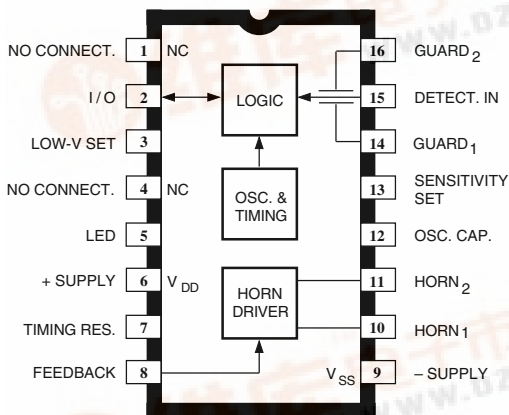 NO CONNECT. 1 NC 16 GUARD2
I / O 2 LOGIC 15 DETECT. IN
LOW-V SET 3 14 GUARD1
NO CONNECT. 4 NC OSC. & TIMING 13 SENSITIVITY SET
LED 5 12 OSC. CAP.
+ SUPPLY 6 VDD HORN DRIVER 11 HORN2
TIMING RES. 7 10 HORN1
FEEDBACK 8 VSS 9 – SUPPLY